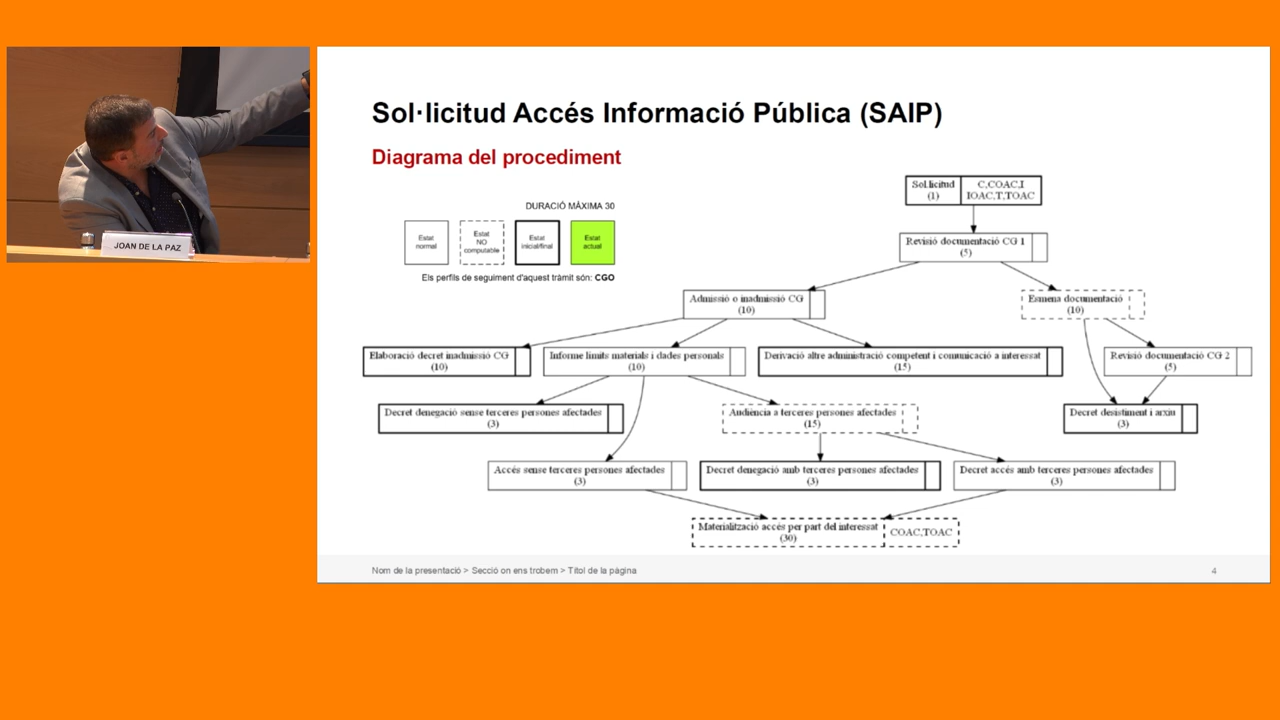 JOAN DE LA PAZ
Sol·licitud Accés Informació Pública (SAIP)
Diagrama del procediment
DURACIÓ MÁXIMA 30
Estat
normal
Estat
NO
computable
Estat
inicial/final
Estat
actual
Els perfils de seguiment d'aquest tràmit són: CGO
Sol.licitud
(1)
C,COAC,I
IOAC,T,TOAC
Revisió documentació CG 1
(5)
Admissió o inadmissió CG
(10)
Esmena documentació
(10)
Elaboració decret inadmissió CG
(10)
Informe límits materials i dades personals
(10)
Derivació altre administració competent i comunicació a interessat
(15)
Revisió documentació CG 2
(5)
Decret denegació sense terceres persones afectades
(3)
Audiència a terceres persones afectades
(15)
Decret desistiment i arxiu
(3)
Accés sense terceres persones afectades
(3)
Decret denegació amb terceres persones afectades
(3)
Decret accés amb terceres persones afectades
(3)
Materialització accés per part del interessat
(30)
COAC,TOAC
Nom de la presentació > Secció on ens trobem > Títol de la pàgina
4